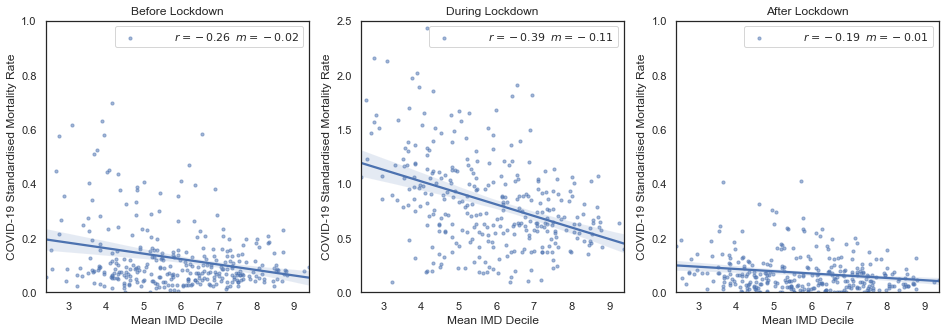 Before Lockdown
r = −0.26 m = −0.02
COVID-19 Standardised Mortality Rate
1.0
0.8
0.6
0.4
0.2
0.0
3 4 5 6 7 8 9
Mean IMD Decile
During Lockdown
r = −0.39 m = −0.11
COVID-19 Standardised Mortality Rate
2.5
2.0
1.5
1.0
0.5
0.0
3 4 5 6 7 8 9
Mean IMD Decile
After Lockdown
r = −0.19 m = −0.01
COVID-19 Standardised Mortality Rate
1.0
0.8
0.6
0.4
0.2
0.0
3 4 5 6 7 8 9
Mean IMD Decile